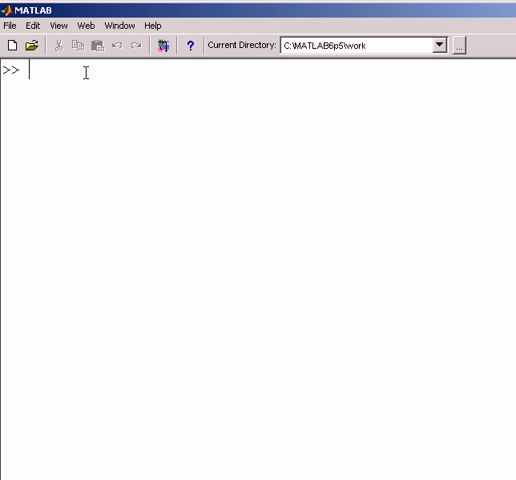 MATLAB
File Edit View Web Window Help
? Current Directory: C:\MATLAB6p5\work ...
>>